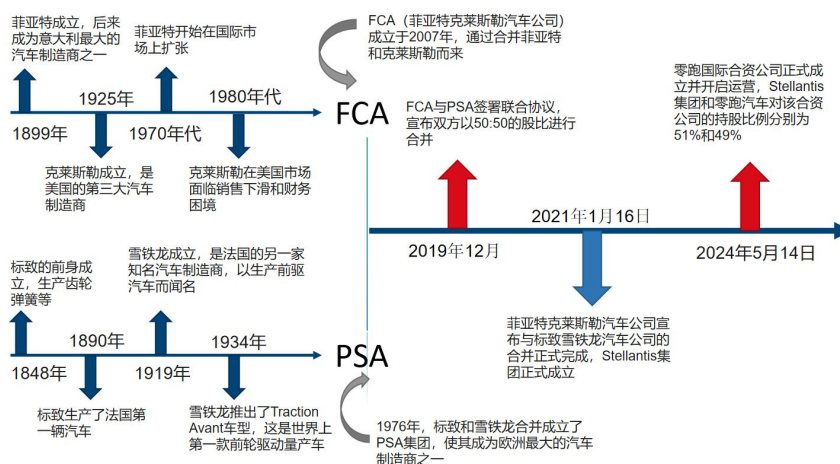 菲亚特成立，后来
成为意大利最大的
汽车制造商之一
菲亚特开始在国际市
场上扩张
1925年
1980年代
1899年
1970年代
克莱斯勒成立，是
美国的第三大汽车
制造商
克莱斯勒在美国市场
面临销售下滑和财务
困境
FCA（菲亚特克莱斯勒汽车公司）
成立于2007年，通过合并菲亚特
和克莱斯勒而来
FCA
FCA与PSA签署联合协议，
宣布双方以50:50的股比进行
合并
零跑国际合资公司正式成
立并开启运营，Stellantis
集团和零跑汽车对该合资
公司的持股比例分别为
51%和49%
2021年1月16日
2019年12月
2024年5月14日
菲亚特克莱斯勒汽车公司宣
布与标致雪铁龙汽车公司的
合并正式完成，Stellantis集
团正式成立
标致的前身成
立，生产齿轮
弹簧等
雪铁龙成立，是法国的另一家
知名汽车制造商，以生产前驱
汽车而闻名
1890年
1934年
1848年
1919年
标致生产了法国第
一辆汽车
雪铁龙推出了Traction
Avant车型，这是世界上
第一款前轮驱动量产车
PSA
1976年，标致和雪铁龙合并成立了
PSA集团，使其成为欧洲最大的汽车
制造商之一